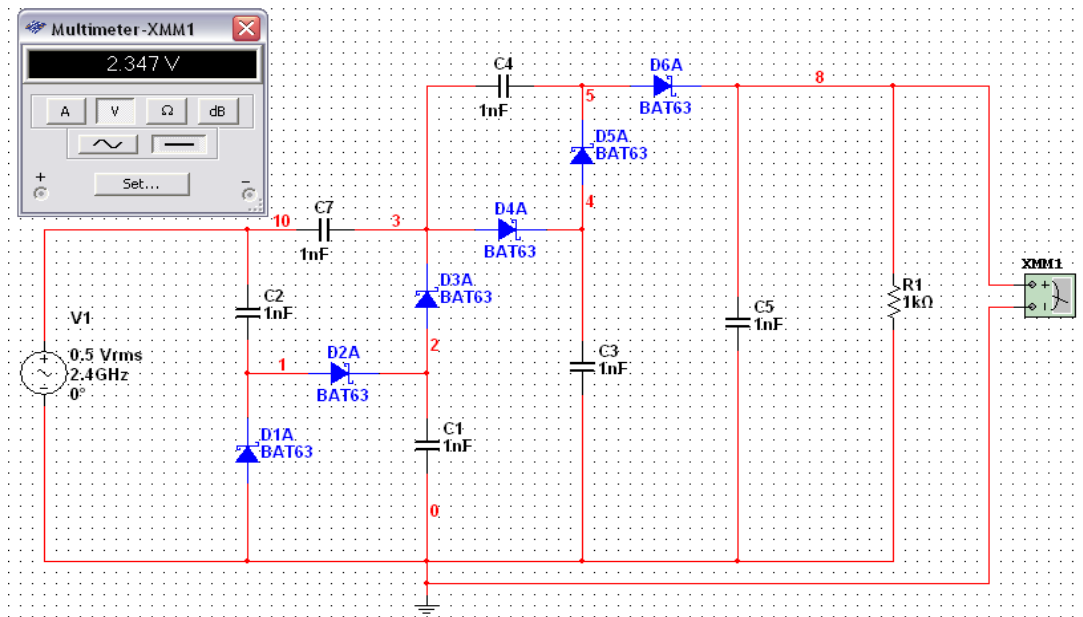 Multimeter-XMM1
2.347 V
A
V
Ω
dB
+
-
Set...
C4
1nF
5
D6A
BAT63
8
D5A
BAT63
4
10
C7
1nF
3
D4A
BAT63
XMM1
+
C2
1nF
D3A
BAT63
R1
1kΩ
C5
1nF
V1
0.5 Vrms
2.4GHz
0°
1
D2A
BAT63
2
C3
1nF
D1A
BAT63
C1
1nF
0